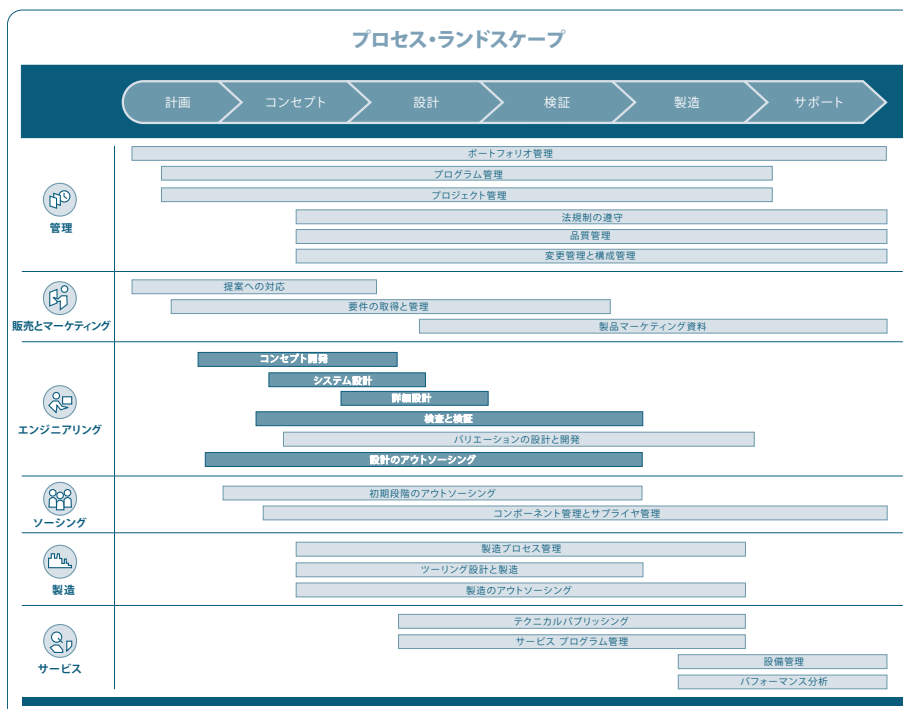 プロセス・ランドスケープ
計画
コンセプト
設計
検証
製造
サポート
管理
ポートフォリオ管理
プログラム管理
プロジェクト管理
法規制の遵守
品質管理
変更管理と構成管理
販売とマーケティング
提案への対応
要件の取得と管理
製品マーケティング資料
エンジニアリング
コンセプト開発
システム設計
詳細設計
検査と検証
バリエーションの設計と開発
設計のアウトソーシング
ソーシング
初期段階のアウトソーシング
コンポーネント管理とサプライヤ管理
製造
製造プロセス管理
ツーリング設計と製造
製造のアウトソーシング
サービス
テクニカルパブリッシング
サービス プログラム管理
設備管理
パフォーマンス分析